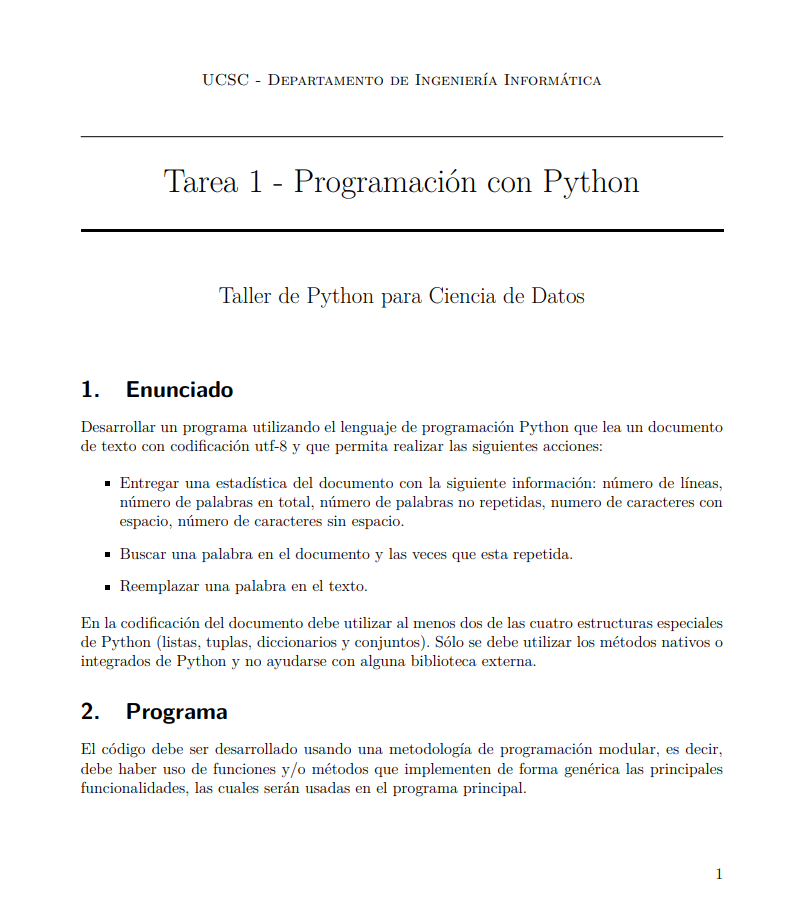 UCSC - Departamento de Ingeniería Informática
Tarea 1 - Programación con Python
Taller de Python para Ciencia de Datos
1. Enunciado
Desarrollar un programa utilizando el lenguaje de programación Python que lea un documento
de texto con codificación utf-8 y que permita realizar las siguientes acciones:
▪ Entregar una estadística del documento con la siguiente información: número de líneas,
número de palabras en total, número de palabras no repetidas, numero de caracteres con
espacio, número de caracteres sin espacio.
▪ Buscar una palabra en el documento y las veces que esta repetida.
▪ Reemplazar una palabra en el texto.
En la codificación del documento debe utilizar al menos dos de las cuatro estructuras especiales
de Python (listas, tuplas, diccionarios y conjuntos). Sólo se debe utilizar los métodos nativos o
integrados de Python y no ayudarse con alguna biblioteca externa.
2. Programa
El código debe ser desarrollado usando una metodología de programación modular, es decir,
debe haber uso de funciones y/o métodos que implementen de forma genérica las principales
funcionalidades, las cuales serán usadas en el programa principal.
1